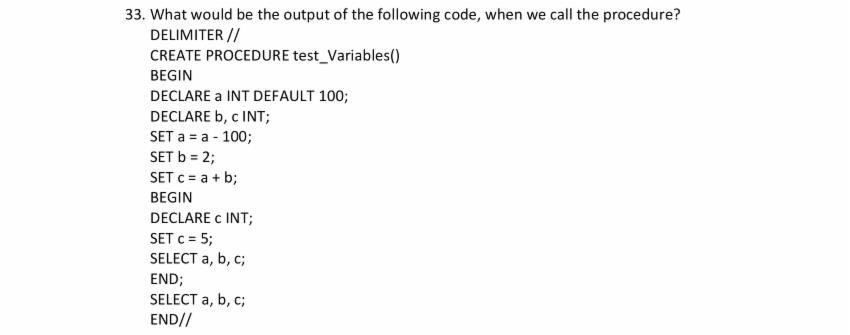 33. What would be the output of the following code, when we call the procedure?
DELIMITER //
CREATE PROCEDURE test_Variables()
BEGIN
DECLARE a INT DEFAULT 100;
DECLARE b, c INT;
SET a = a - 100;
SET b = 2;
SET c = a + b;
BEGIN
DECLARE c INT;
SET c = 5;
SELECT a, b, c;
END;
SELECT a, b, c;
END//